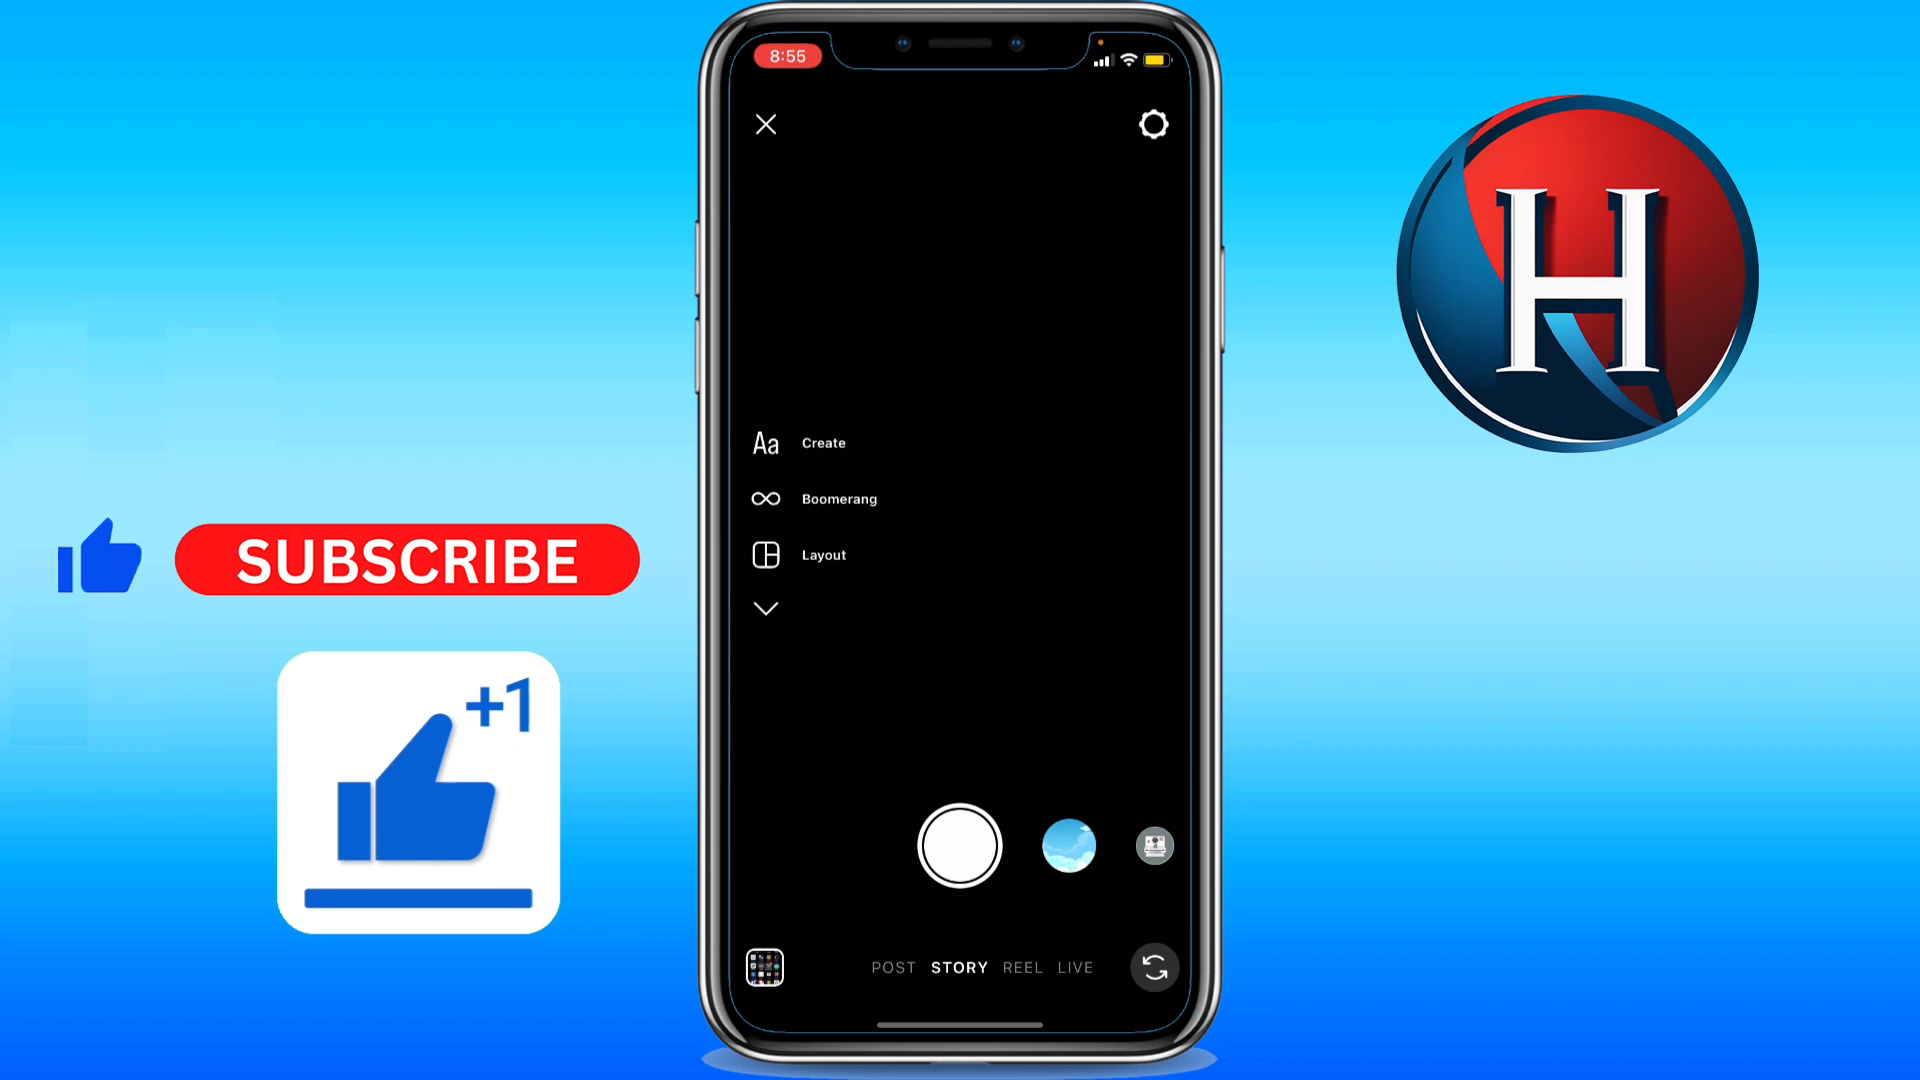 8:55
H
Aa Create
Boomerang
Layout
SUBSCRIBE
+1
POST STORY REEL LIVE